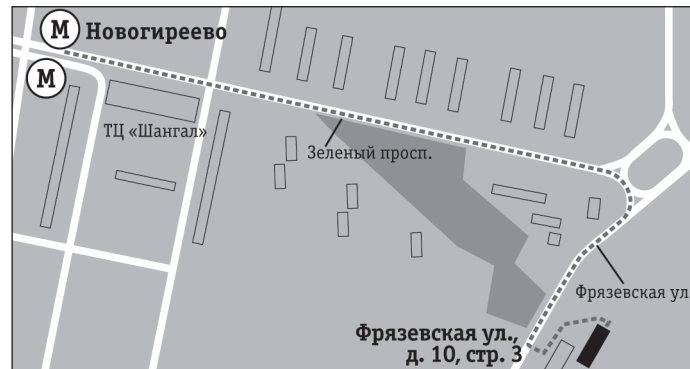 М Новогиреево
М
ТЦ «Шангал»
Зеленый просп.
Фрязевская ул
Фрязевская ул.,
д. 10, стр. 3